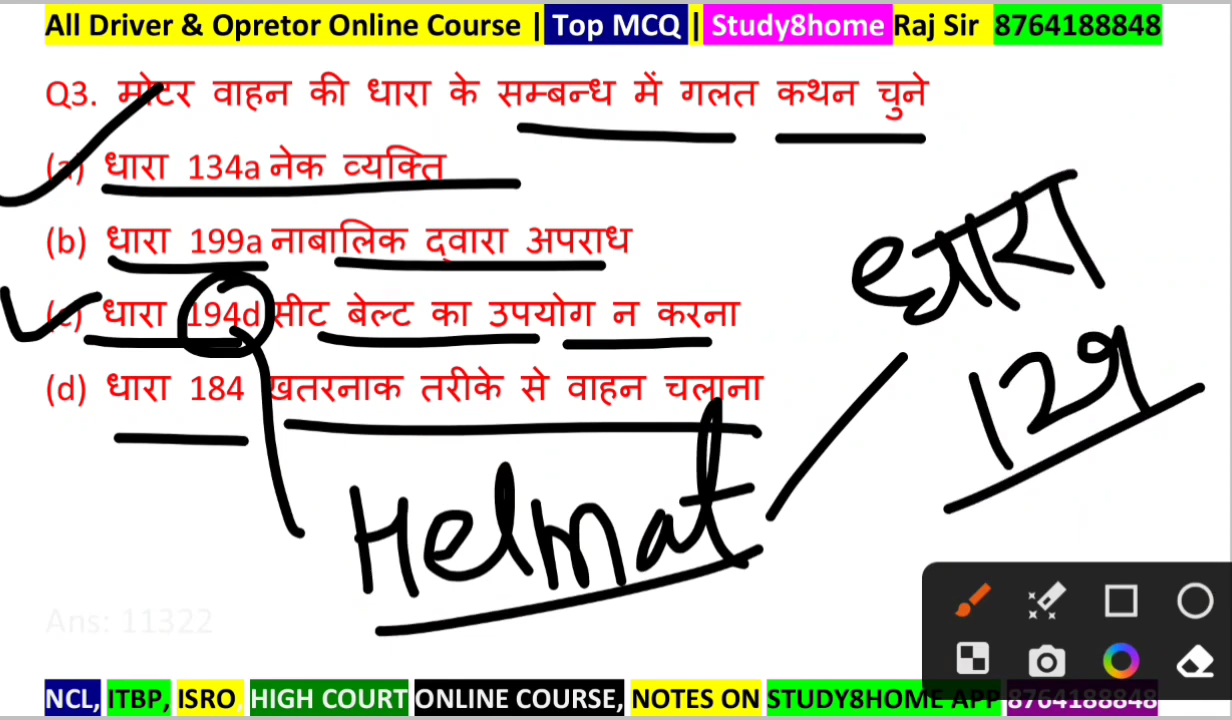 All Driver & Opretor Online Course | Top MCQ | Study8home Raj Sir 8764188848
Q3. मोटर वाहन की धारा के सम्बन्ध में गलत कथन चुने
(a) धारा 134a नेक व्यक्ति
(b) धारा 199a नाबालिक द्वारा अपराध
(c) धारा 194d सीट बेल्ट का उपयोग न करना
(d) धारा 184 खतरनाक तरीके से वाहन चलाना
धारा
129
Helmat
Ans: 11322
NCL, ITBP, ISRO, HIGH COURT ONLINE COURSE, NOTES ON STUDY8HOME APP 8764188848